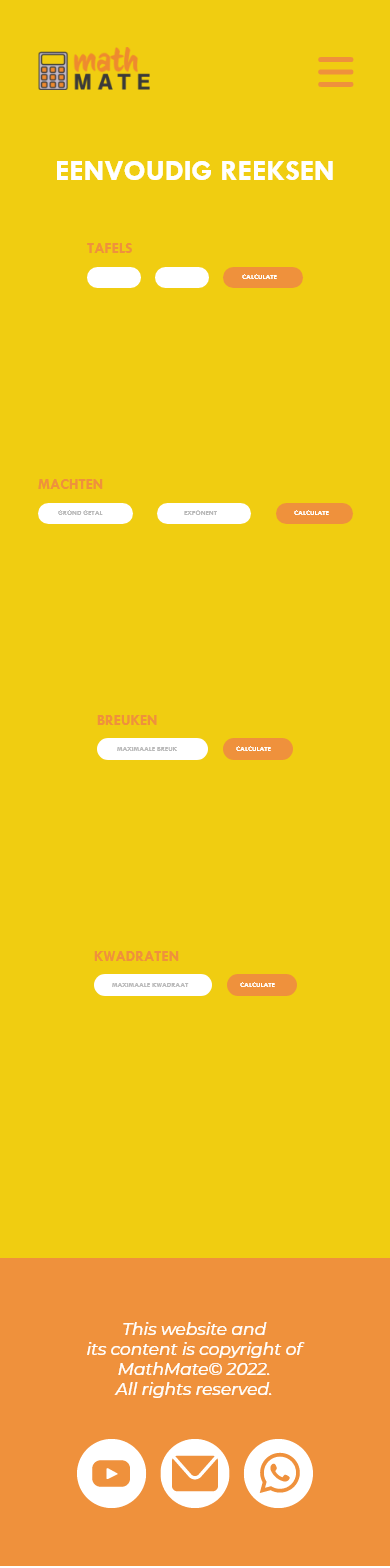 math
MATE
EENVOUDIG REEKSEN
TAFELS
CALCULATE
MACHTEN
GROND GETAL
EXPONENT
CALCULATE
BREUKEN
MAXIMAALE BREUK
CALCULATE
KWADRATEN
MAXIMAALE KWADRAAT
CALCULATE
This website and
its content is copyright of
MathMate© 2022.
All rights reserved.